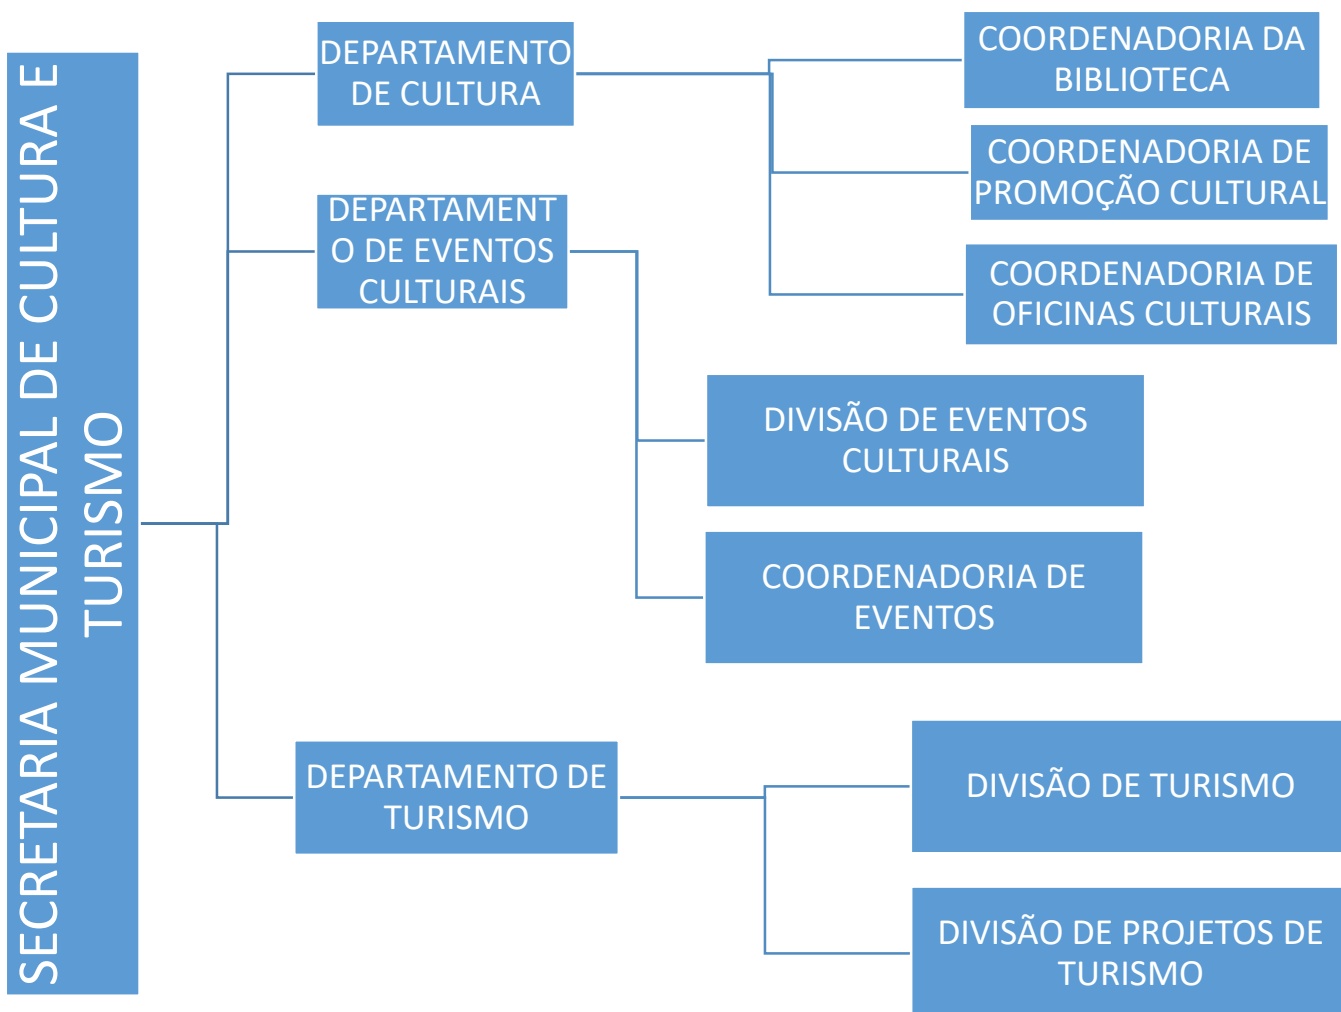 SECRETARIA MUNICIPAL DE CULTURA E
TURISMO
DEPARTAMENTO
DE CULTURA
COORDENADORIA DA
BIBLIOTECA
COORDENADORIA DE
PROMOÇÃO CULTURAL
COORDENADORIA DE
OFICINAS CULTURAIS
DEPARTAMENT
O DE EVENTOS
CULTURAIS
DIVISÃO DE EVENTOS
CULTURAIS
COORDENADORIA DE
EVENTOS
DEPARTAMENTO DE
TURISMO
DIVISÃO DE TURISMO
DIVISÃO DE PROJETOS DE
TURISMO